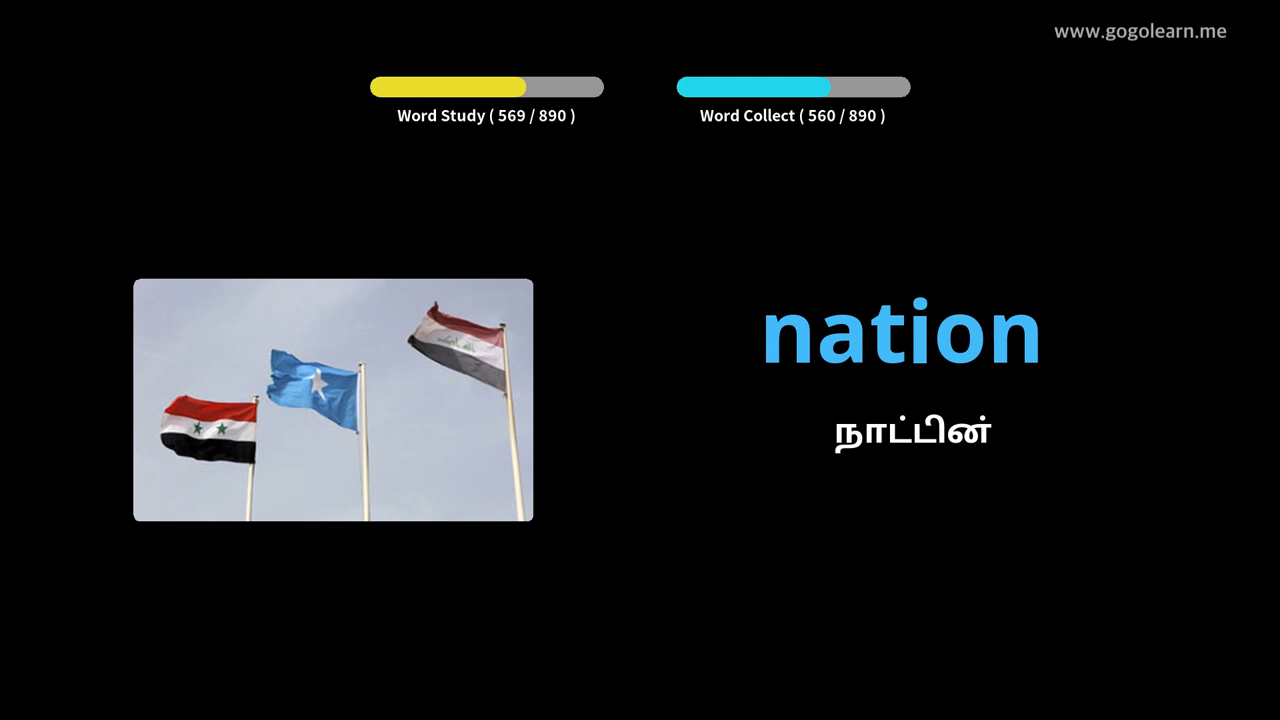 www.gogolearn.me
Word Study ( 569 / 890 )
Word Collect ( 560 / 890 )
nation
நாட்டின்